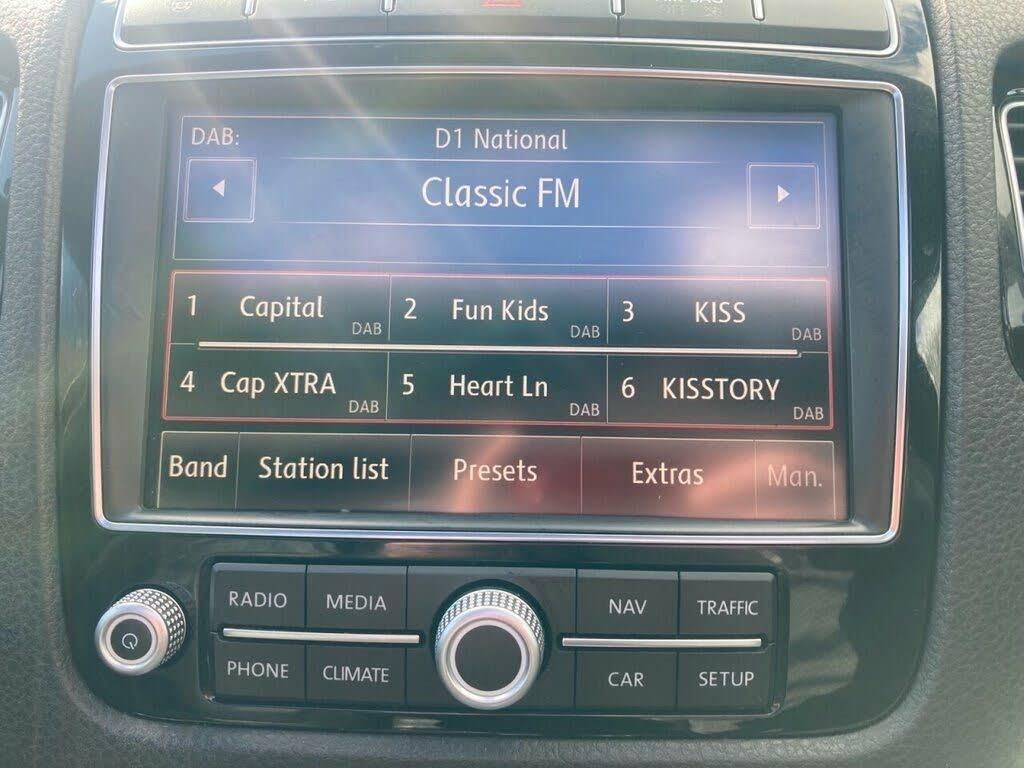 DAB: D1 National
Classic FM
1 Capital DAB 2 Fun Kids DAB 3 KISS DAB
4 Cap XTRA DAB 5 Heart Ln DAB 6 KISSTORY DAB
Band Station list Presets Extras Man.
RADIO MEDIA NAV TRAFFIC
PHONE CLIMATE CAR SETUP